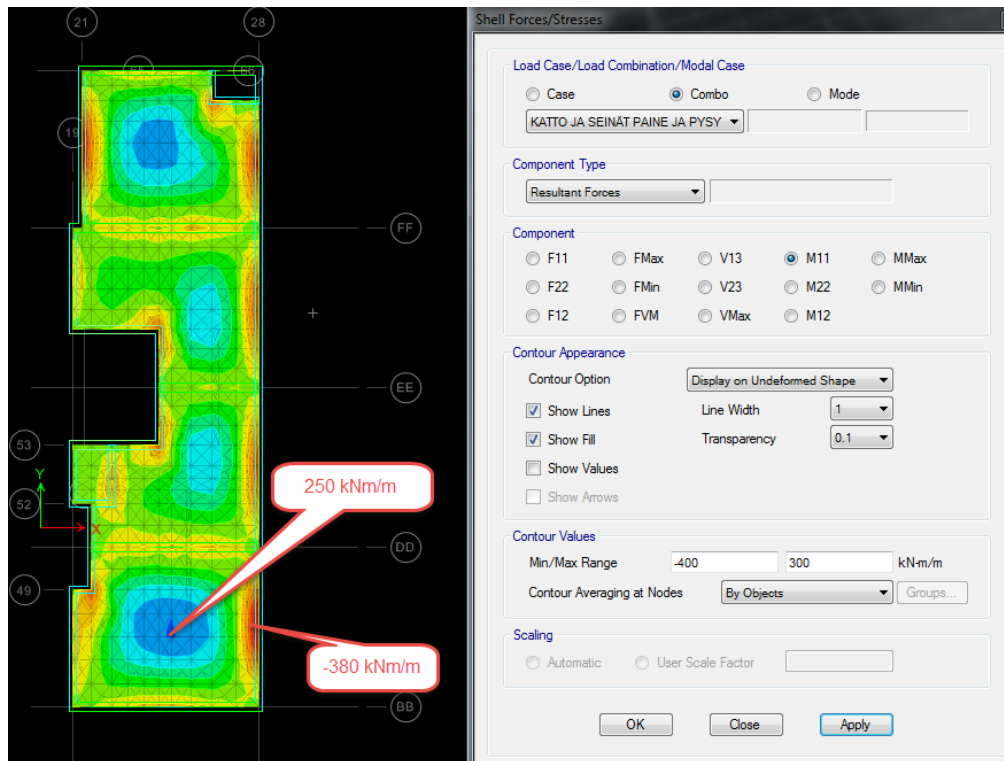 21
28
55
66
19
FF
EE
53
Y
52
X
DD
49
BB
250 kNm/m
-380 kNm/m
Shell Forces/Stresses
Load Case/Load Combination/Modal Case
Case
Combo
Mode
KATTO JA SEINÄT PAINE JA PYSY
Component Type
Resultant Forces
Component
F11 FMax V13 M11 MMax
F22 FMin V23 M22 MMin
F12 FVM VMax M12
Contour Appearance
Contour Option Display on Undeformed Shape
Show Lines Line Width 1
Show Fill Transparency 0.1
Show Values
Show Arrows
Contour Values
Min/Max Range -400 300 kN-m/m
Contour Averaging at Nodes By Objects Groups...
Scaling
Automatic User Scale Factor
OK Close Apply